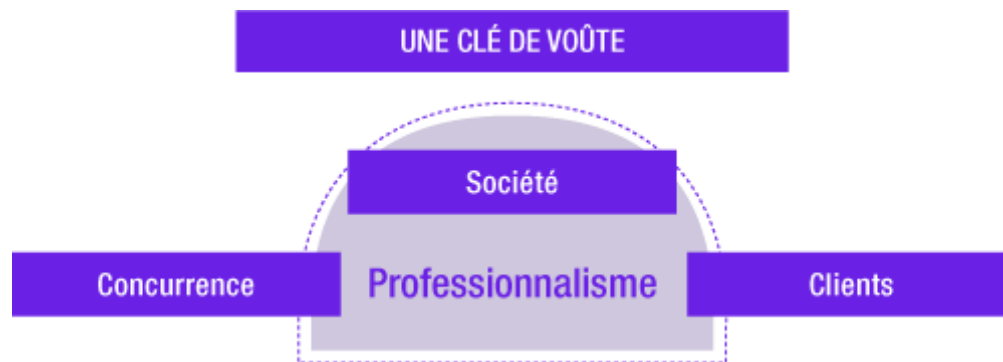 UNE CLÉ DE VOÛTE
Société
Concurrence
Professionnalisme
Clients